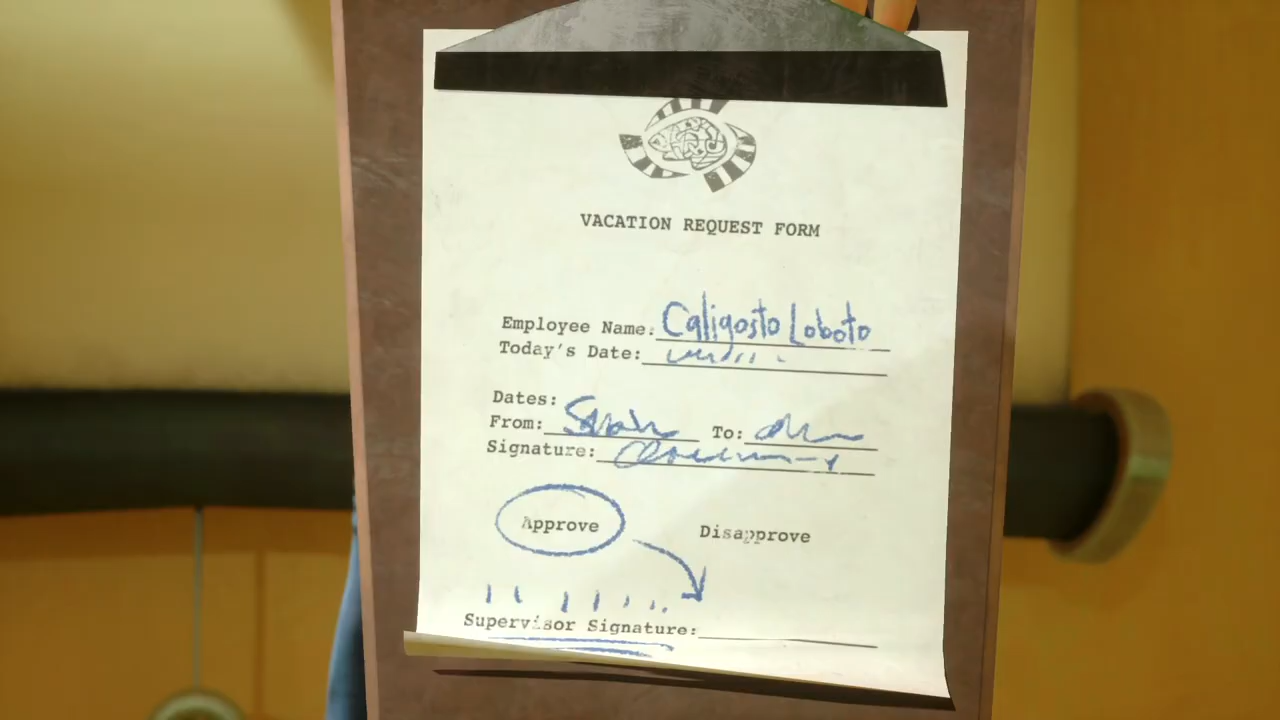 VACATION REQUEST FORM
Employee Name: Caligosto Loboto
Today's Date:
Dates:
From: To:
Signature:
Approve Disapprove
Supervisor Signature: